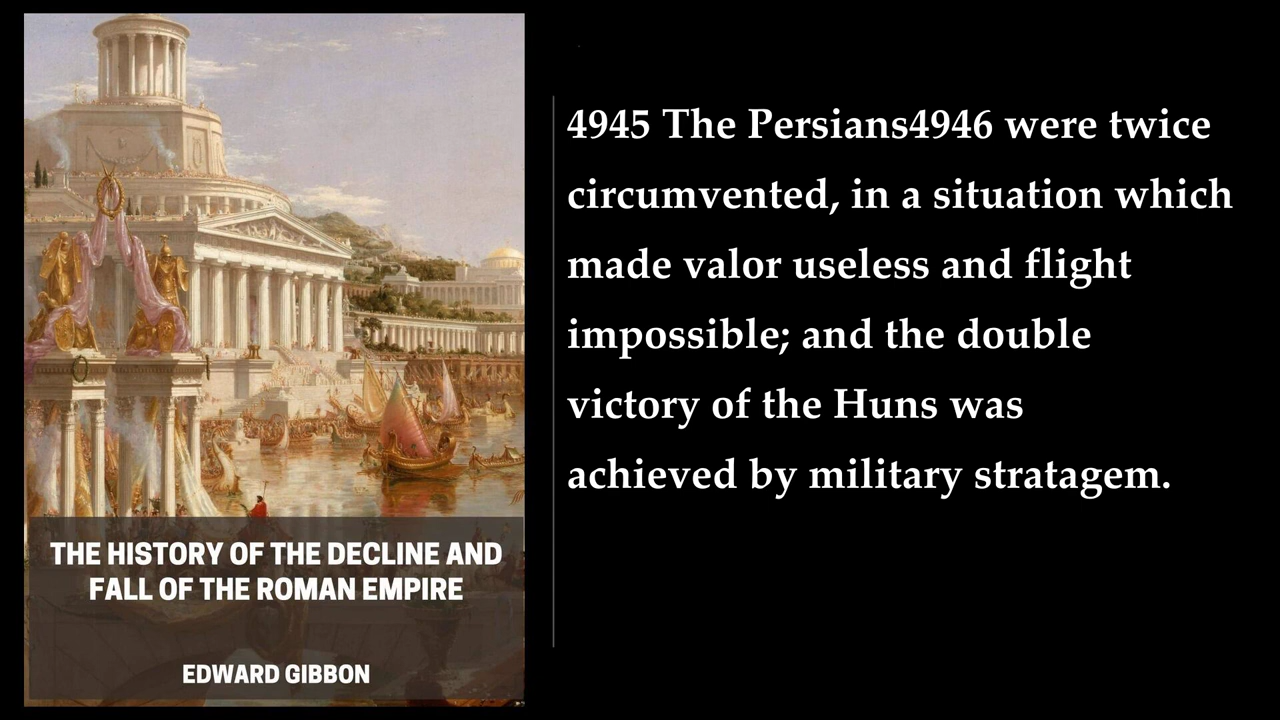 THE HISTORY OF THE DECLINE AND
FALL OF THE ROMAN EMPIRE
EDWARD GIBBON
4945 The Persians4946 were twice
circumvented, in a situation which
made valor useless and flight
impossible; and the double
victory of the Huns was
achieved by military stratagem.